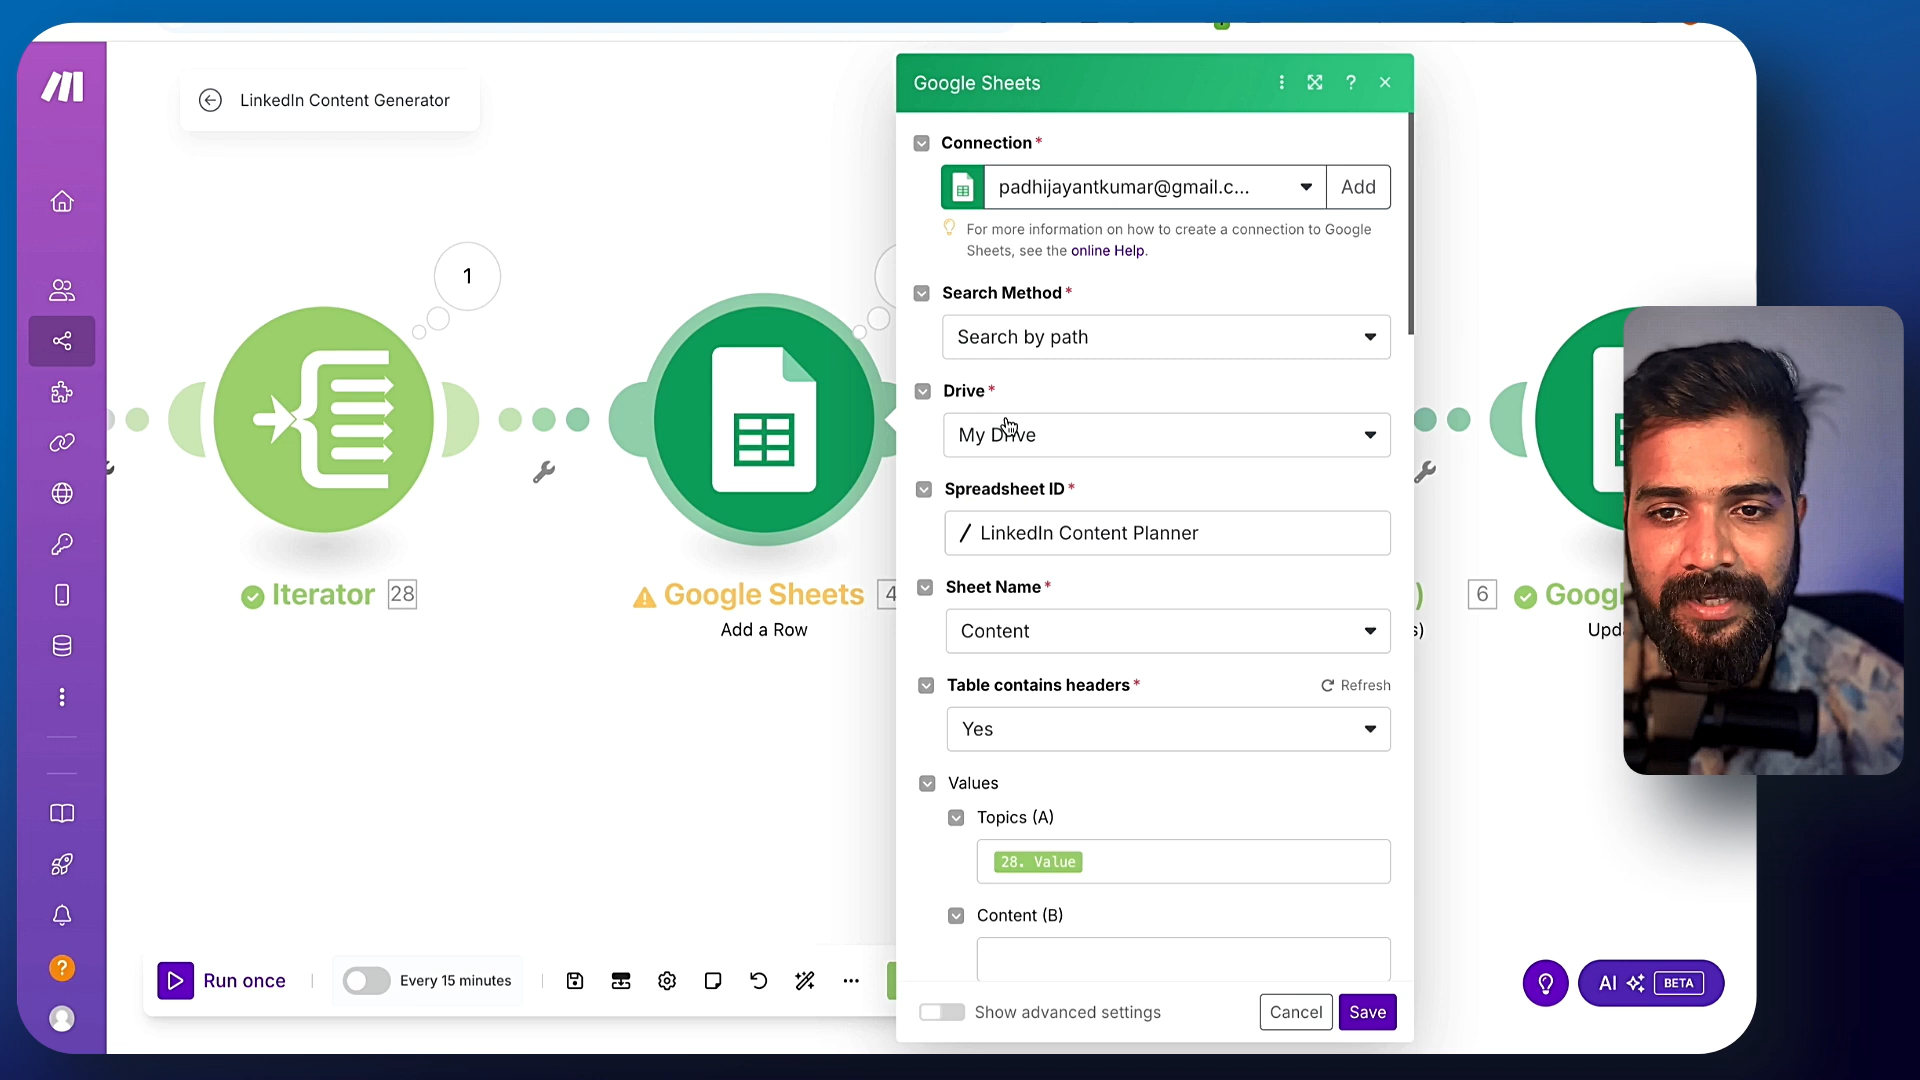 LinkedIn Content Generator
1
Iterator 28
Google Sheets 4
Add a Row
6
Run once
Every 15 minutes
Google Sheets
?
Connection *
padhijayantkumar@gmail.c...
Add
For more information on how to create a connection to Google
Sheets, see the online Help.
Search Method *
Search by path
Drive *
My Drive
Spreadsheet ID *
/ LinkedIn Content Planner
Sheet Name *
Content
Table contains headers *
Refresh
Yes
Values
Topics (A)
28. Value
Content (B)
Show advanced settings
Cancel
Save
AI BETA
?